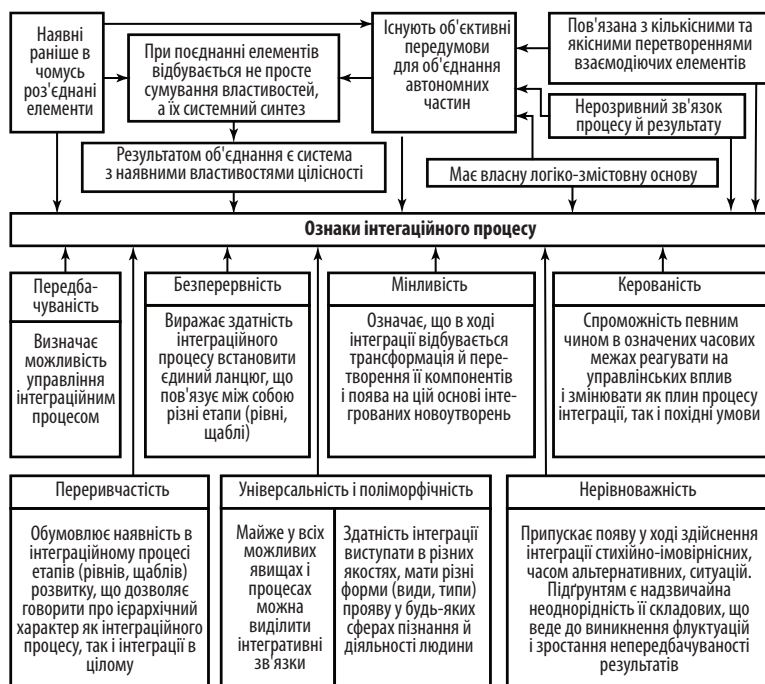 Наявні
раніше в
чомусь
роз'єднані
елементи
При поєднанні елементів
відбувається не просте
сумування властивостей,
а їх системний синтез
Існують об'єктивні
передумови
для об'єднання
автономних
частин
Пов'язана з кількісними та
якісними перетвореннями
взаємодіючих елементів
Нерозривний зв'язок
процесу й результату
Результатом об'єднання є система
з наявними властивостями цілісності
Має власну логіко-змістовну основу
Ознаки інтегаційного процесу
Передба-
чуваність
Визначає
можливість
управління
інтеграційним
процесом
Безперервність
Виражає здатність
інтеграційного
процесу встановити
єдиний ланцюг, що
пов'язує між собою
різні етапи (рівні,
щаблі)
Мінливість
Означає, що в ході
інтеграції відбувається
трансформація й пере-
творення її компонентів
і поява на цій основі інте-
грованих новоутворень
Керованість
Спроможність певним
чином в означених часових
межах реагувати на
управлінських вплив
і змінювати як плин процесу
інтеграції, так і похідні умови
Переривчастість
Обумовлює наявність в
інтеграційному процесі
етапів (рівнів, щаблів)
розвитку, що дозволяє
говорити про ієрархічний
характер як інтеграційного
процесу, так і інтеграції в
цілому
Універсальність і поліморфічність
Майже у всіх
можливих
явищах і
процесах
можна
виділити
інтегративні
зв'язки
Здатність інтеграції
виступати в різних
якостях, мати різні
форми (види, типи)
прояву у будь-яких
сферах пізнання й
діяльності людини
Нерівноважність
Припускає появу у ході здійснення
інтеграції стихійно-імовірнісних,
часом альтернативних, ситуацій.
Підґрунтям є надзвичайна
неоднорідність її складових, що
веде до виникнення флуктуацій
і зростання непередбачуваності
результатів